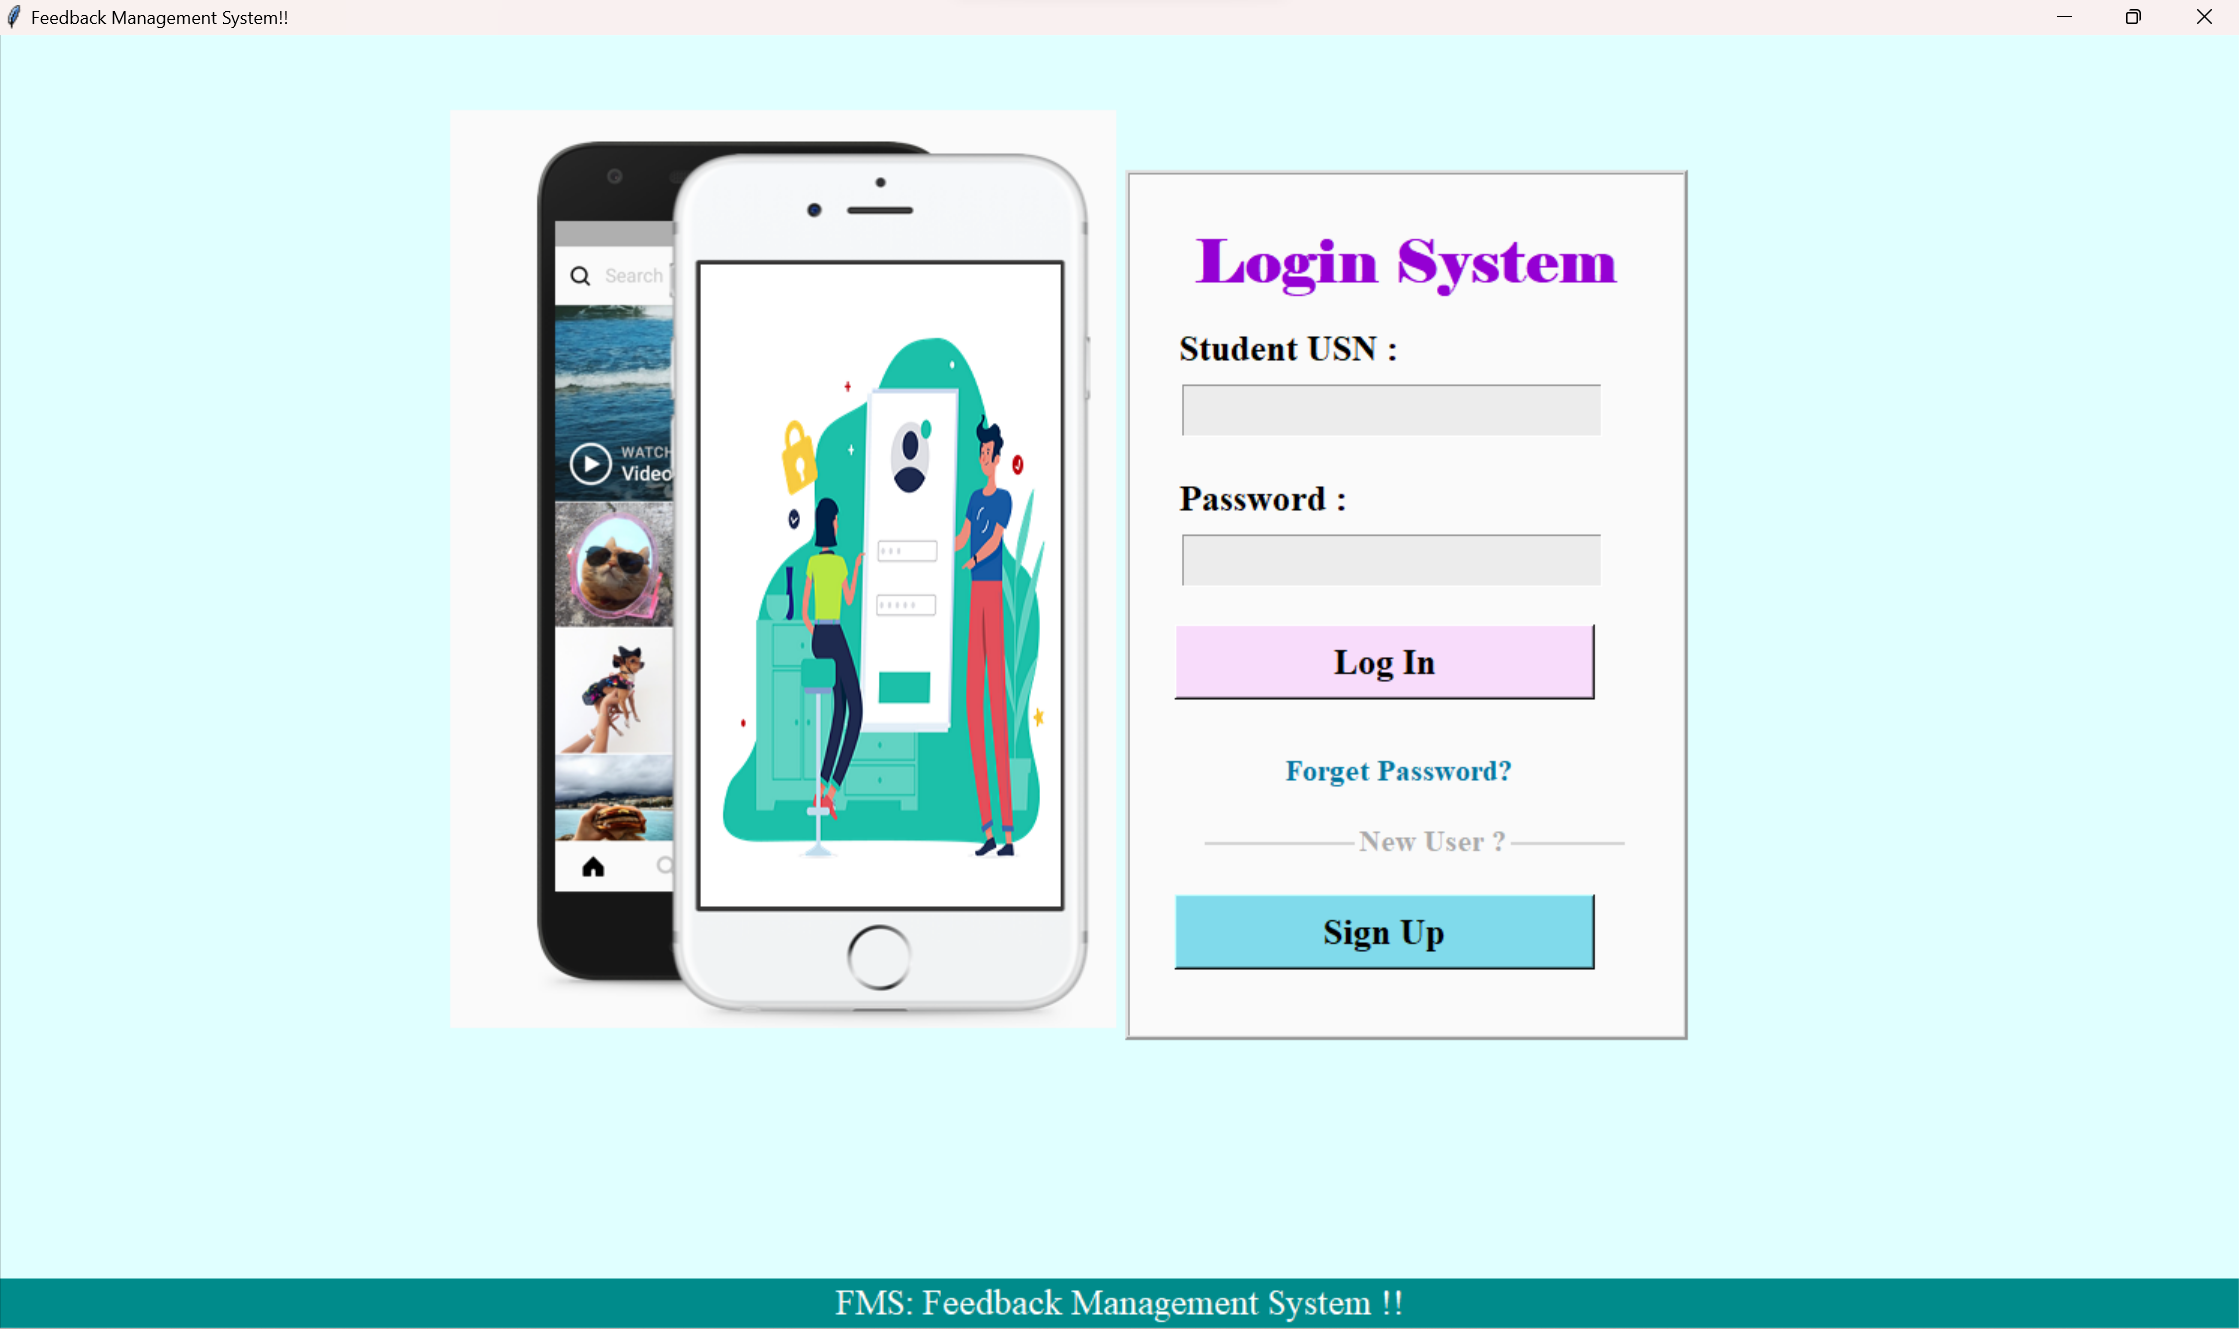 Feedback Management System!!
Search
WATCH
Video
Login System
Student USN :
Password :
Log In
Forget Password?
New User ?
Sign Up
FMS: Feedback Management System !!